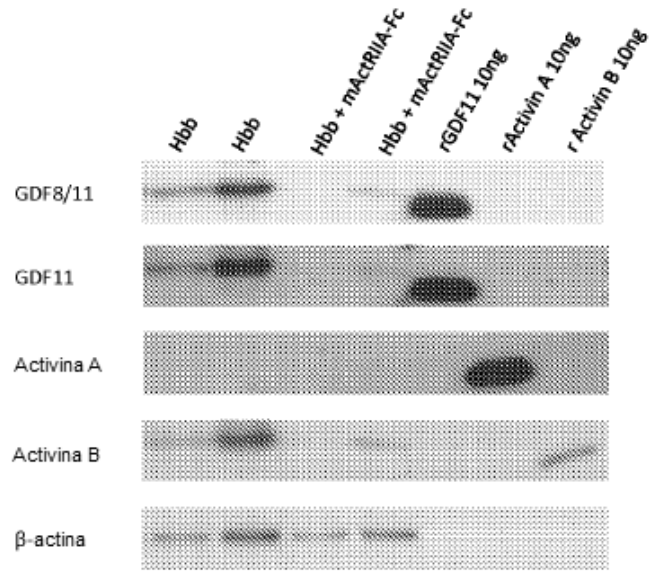 Hbb
Hbb
Hbb + mActRIIA-Fc
Hbb + mActRIIA-Fc
rGDF11 10ng
rActivin A 10ng
r Activin B 10ng
GDF8/11
GDF11
Activina A
Activina B
β-actina